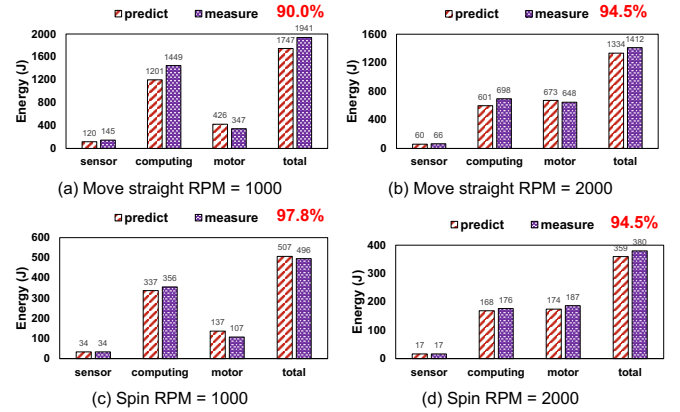 predict measure 90.0%
Energy (J)
2000
1600
1200
800
400
0
120 145 1201 1449 426 347 1747 1941
sensor computing motor total
(a) Move straight RPM = 1000
predict measure 94.5%
Energy (J)
1600
1200
800
400
0
60 66 601 698 673 648 1334 1412
sensor computing motor total
(b) Move straight RPM = 2000
predict measure 97.8%
Energy (J)
600
500
400
300
200
100
0
34 34 337 356 137 107 507 496
sensor computing motor total
(c) Spin RPM = 1000
predict measure 94.5%
Energy (J)
400
300
200
100
0
17 17 168 176 174 187 359 380
sensor computing motor total
(d) Spin RPM = 2000